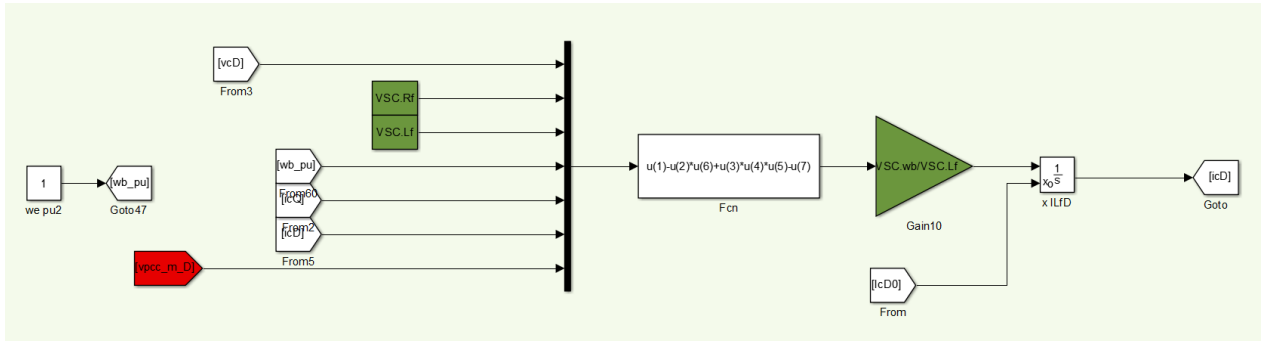 [vcD]
From3
VSC.Rf
VSC.Lf
[wb_pu]
From60
[icQ]
From2
[icD]
From5
1
we pu2
[wb_pu]
Goto47
[vpcc_m_D]
u(1)-u(2)*u(6)+u(3)*u(4)*u(5)-u(7)
Fcn
VSC.wb/VSC.Lf
Gain10
1
s
xo
x ILfD
[icD]
Goto
[IcD0]
From